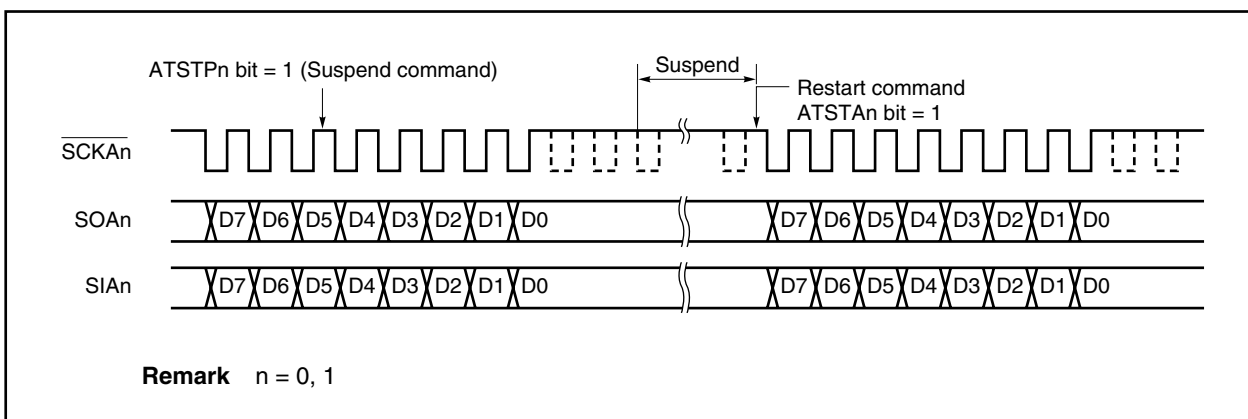 ATSTPn bit = 1 (Suspend command)
Suspend
Restart command
ATSTAn bit = 1
SCKAn
SOAn D7 D6 D5 D4 D3 D2 D1 D0 D7 D6 D5 D4 D3 D2 D1 D0
SIAn D7 D6 D5 D4 D3 D2 D1 D0 D7 D6 D5 D4 D3 D2 D1 D0
Remark n = 0, 1